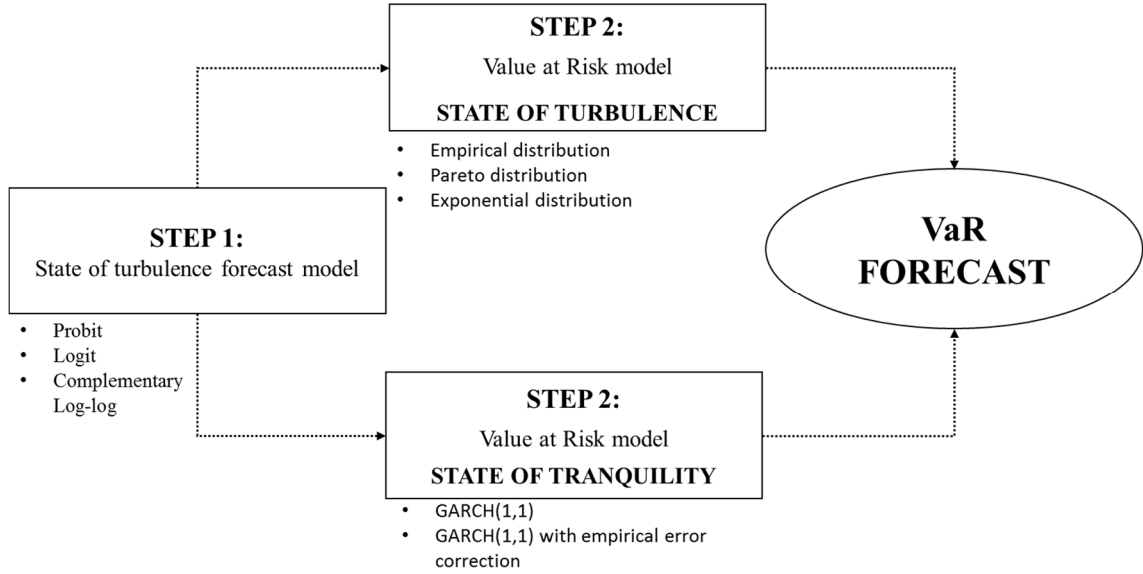 STEP 2:
Value at Risk model
STATE OF TURBULENCE
• Empirical distribution
• Pareto distribution
• Exponential distribution
STEP 1:
State of turbulence forecast model
• Probit
• Logit
• Complementary
Log-log
VaR
FORECAST
STEP 2:
Value at Risk model
STATE OF TRANQUILITY
• GARCH(1,1)
• GARCH(1,1) with empirical error
correction